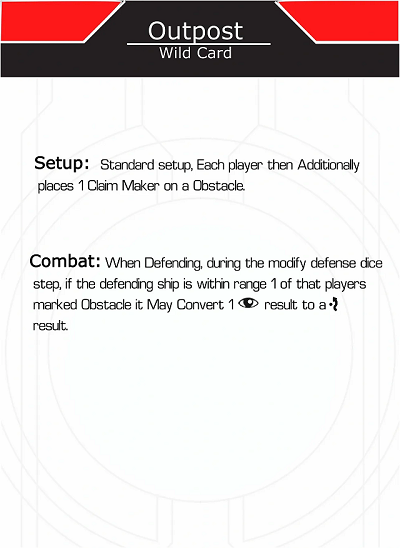 Outpost
Wild Card
Setup: Standard setup, Each player then Additionally
places 1 Claim Maker on a Obstacle.
Combat: When Defending, during the modify defense dice
step, if the defending ship is within range 1 of that players
marked Obstacle it May Convert 1 result to a
result.